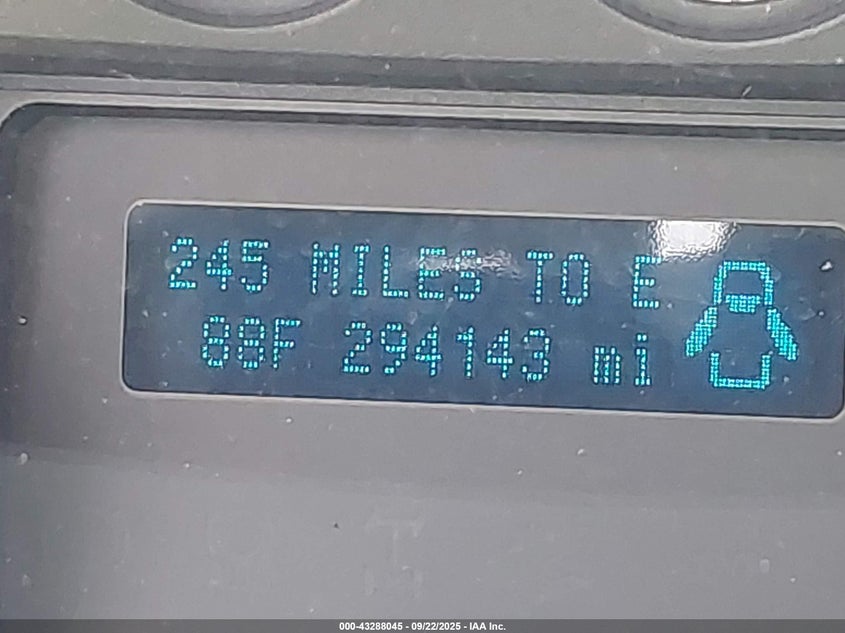 245 MILES TO E
88F 294143 mi
000-43288045 - 09/22/2025 - IAA Inc.